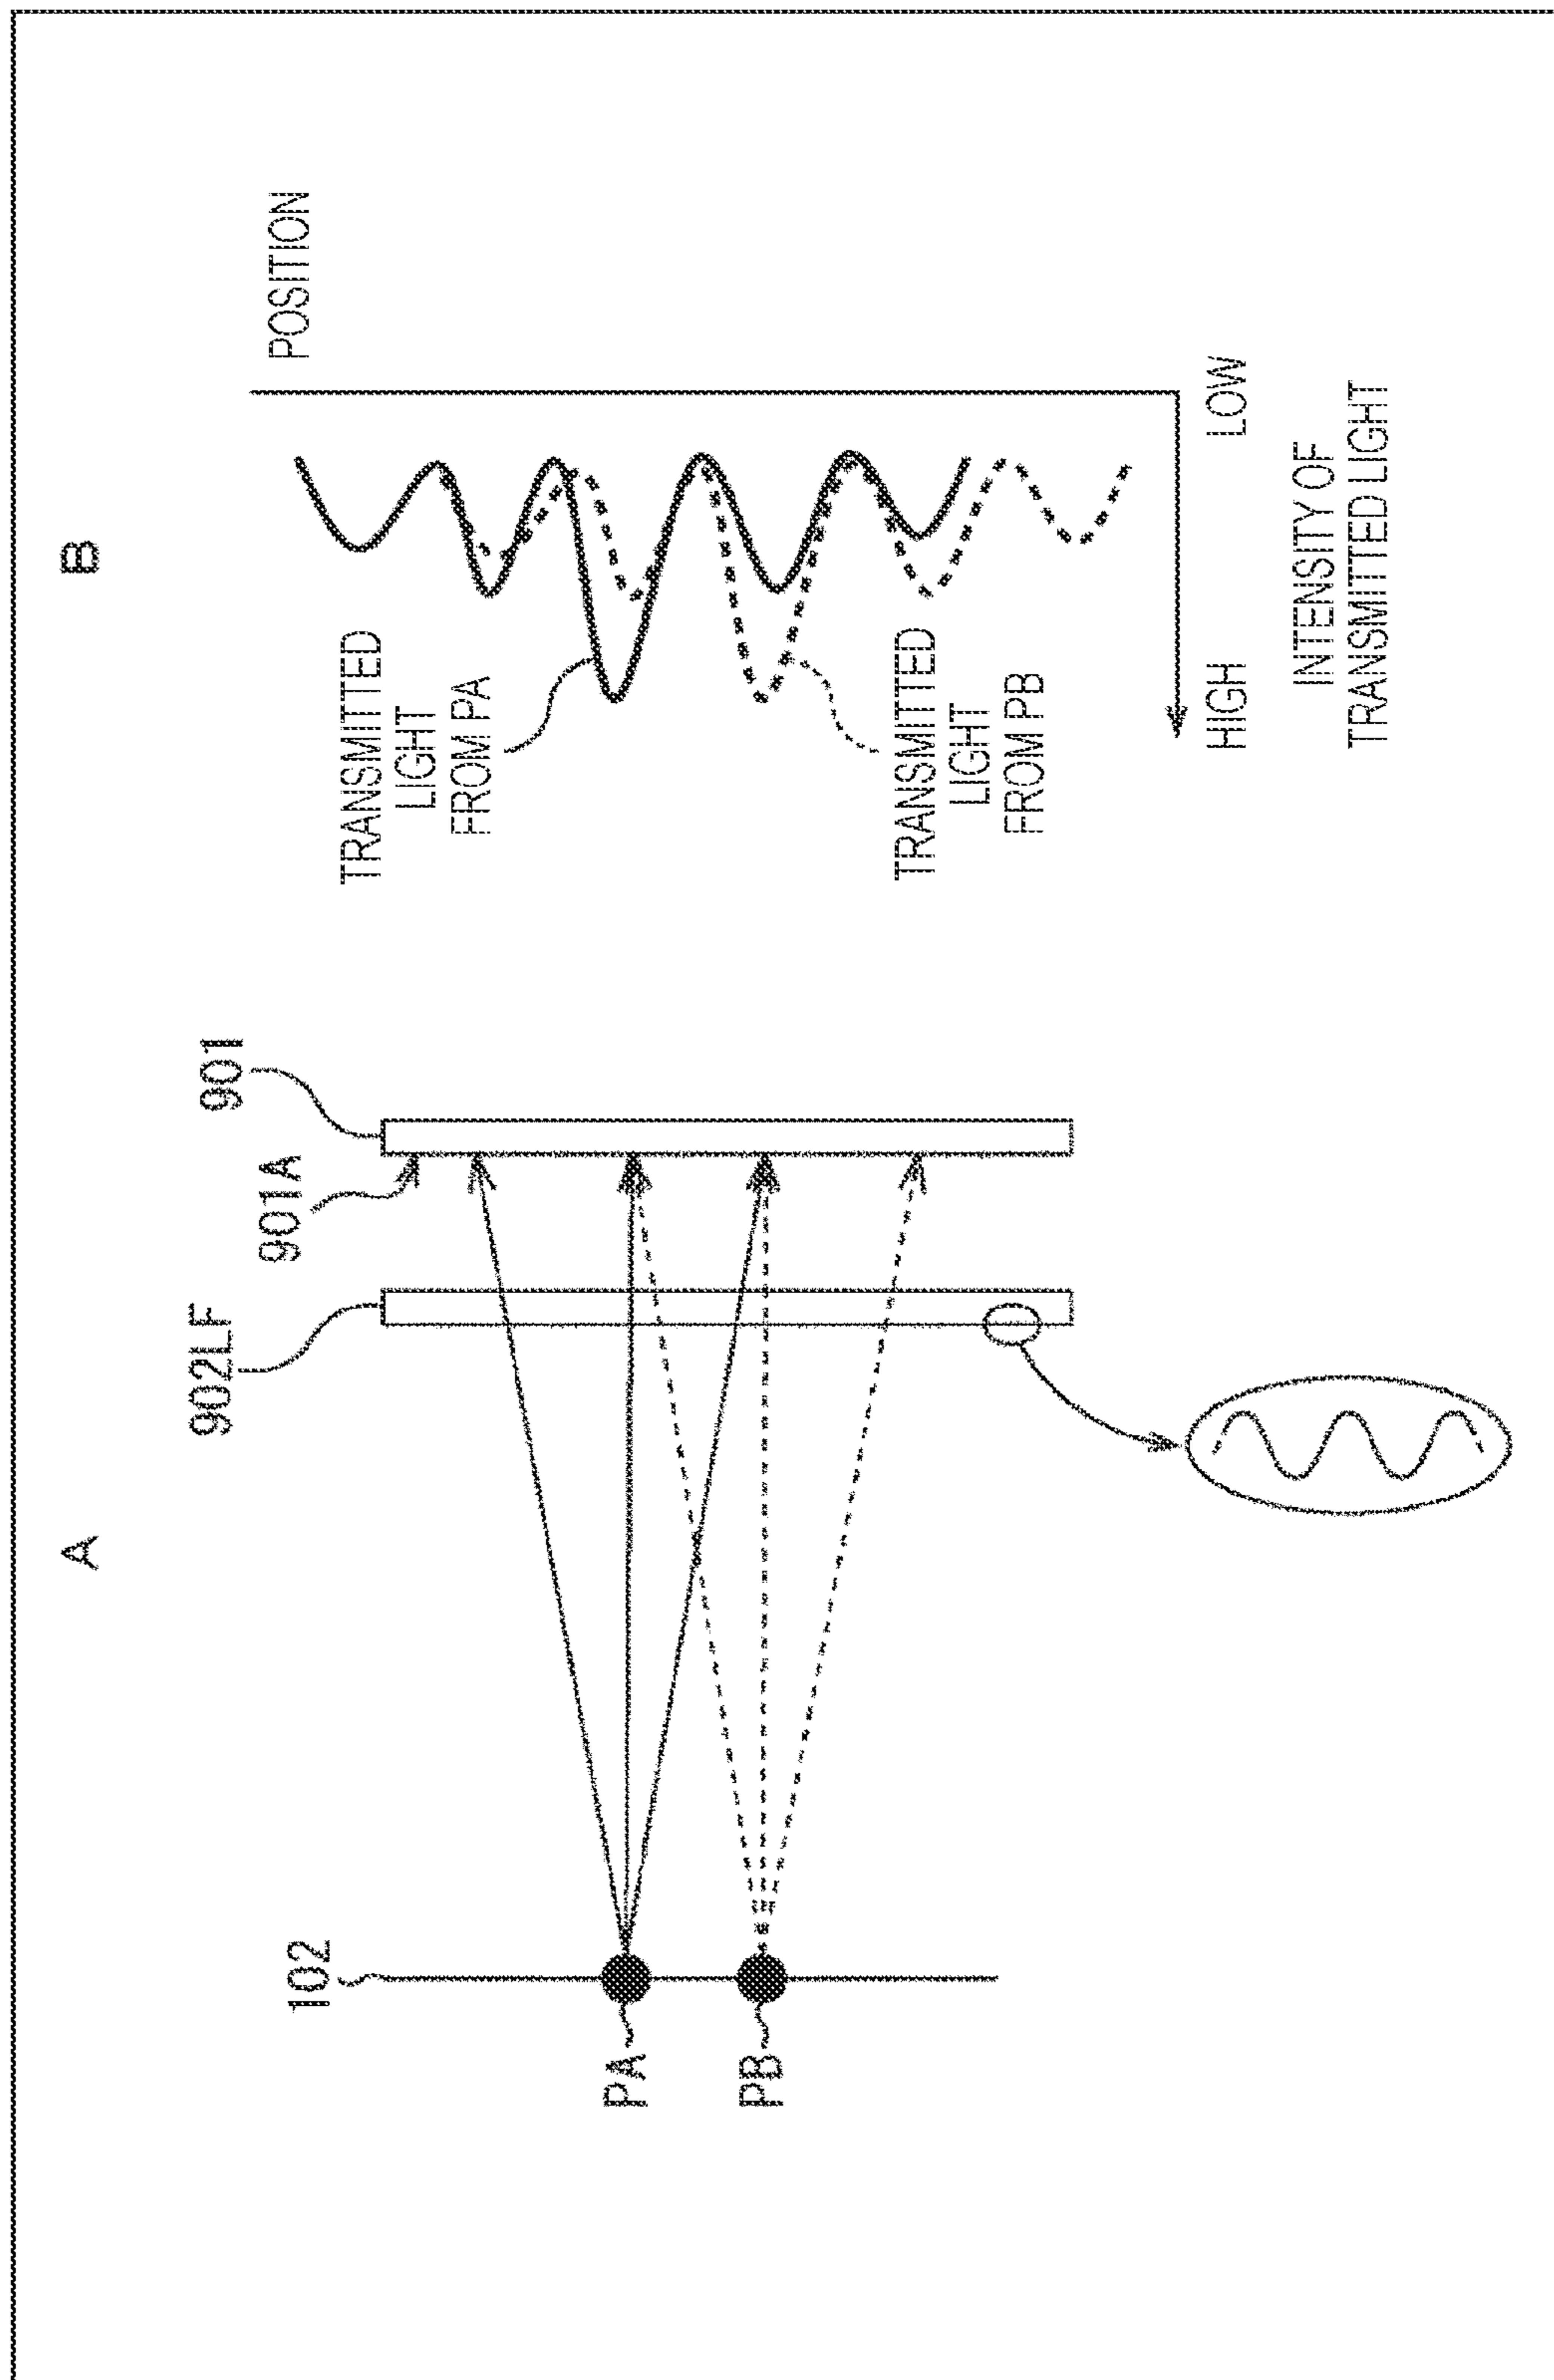 A
102
PA
PB
902LF
901A
901
B
TRANSMITTED
LIGHT
FROM PA
TRANSMITTED
LIGHT
FROM PB
POSITION
HIGH
LOW
INTENSITY OF
TRANSMITTED LIGHT